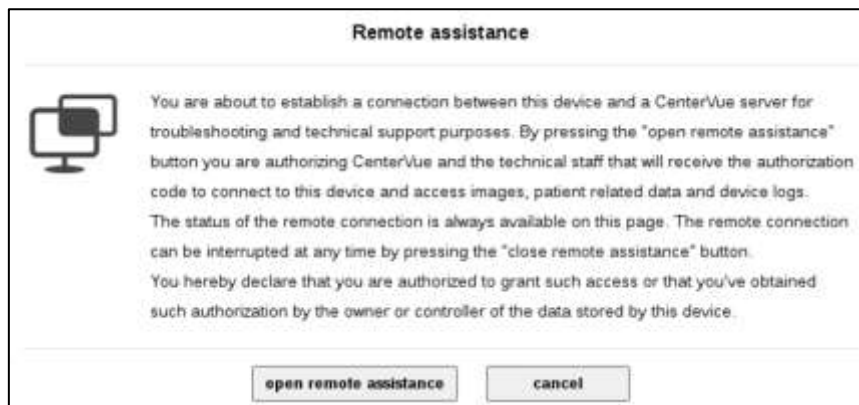 Remote assistance
You are about to establish a connection between this device and a CenterVue server for
troubleshooting and technical support purposes. By pressing the "open remote assistance"
button you are authorizing CenterVue and the technical staff that will receive the authorization
code to connect to this device and access images, patient related data and device logs.
The status of the remote connection is always available on this page. The remote connection
can be interrupted at any time by pressing the "close remote assistance" button.
You hereby declare that you are authorized to grant such access or that you've obtained
such authorization by the owner or controller of the data stored by this device.
open remote assistance cancel